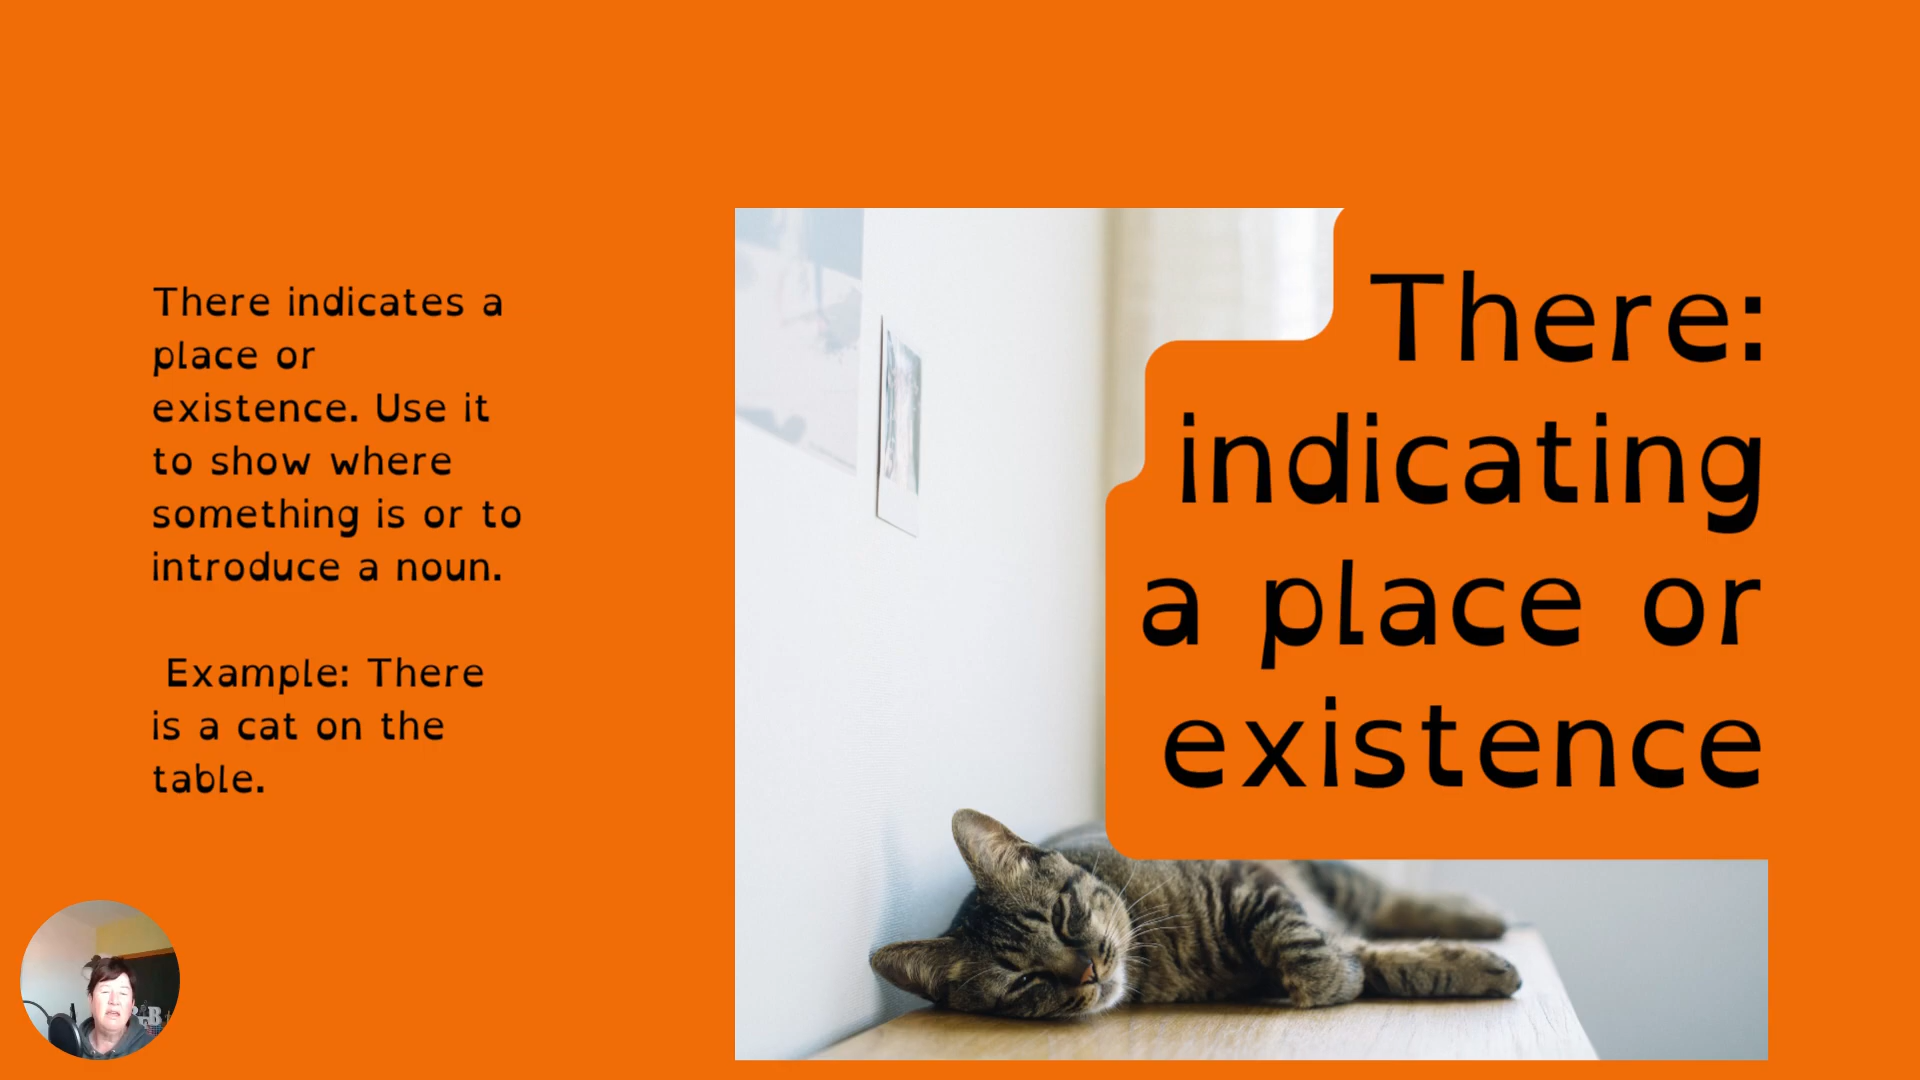 There indicates a
place or
existence. Use it
to show where
something is or to
introduce a noun.
Example: There
is a cat on the
table.
There:
indicating
a place or
existence